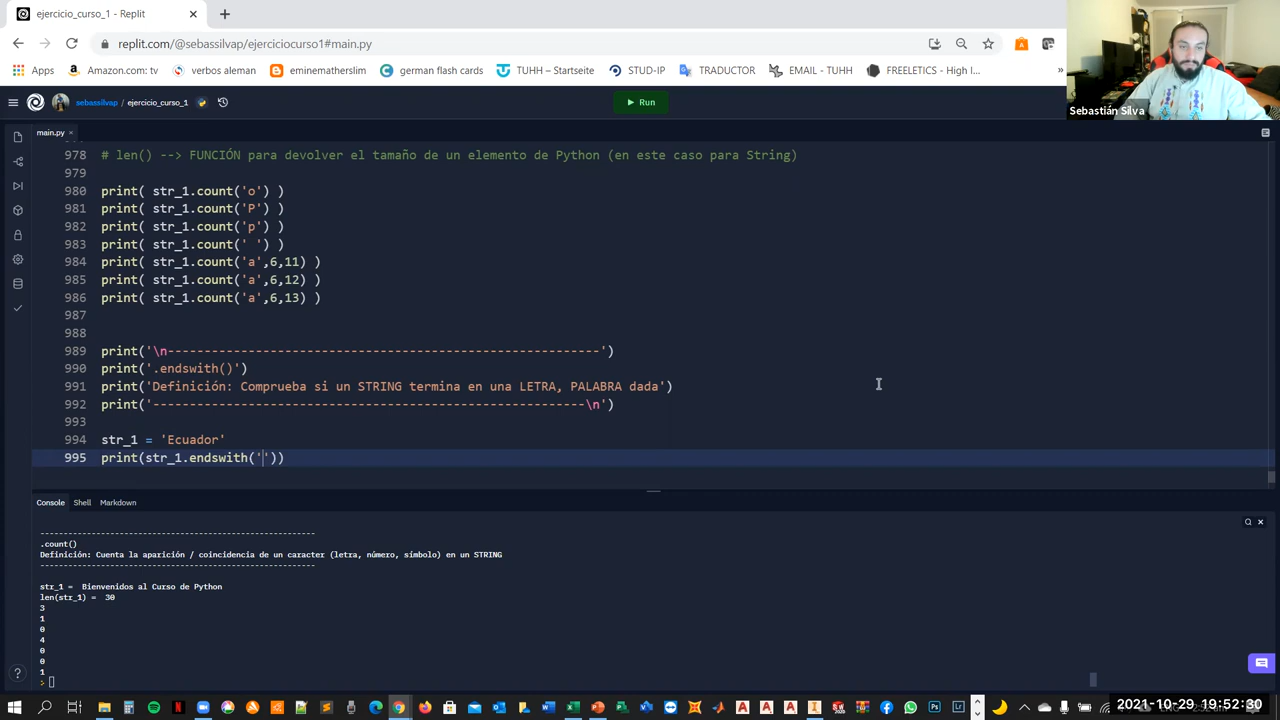 ejercicio_curso_1 - Replit
replit.com/@sebassilvap/ejerciciocurso1#main.py
Apps Amazon.com: tv verbos aleman eminematherslim german flash cards TUHH – Startseite STUD-IP TRADUCTOR EMAIL - TUHH FREELETICS - High I... »
Sebastián Silva
sebassilvap / ejercicio_curso_1 Run
main.py
978 # len() --> FUNCIÓN para devolver el tamaño de un elemento de Python (en este caso para String)
979
980 print( str_1.count('o') )
981 print( str_1.count('P') )
982 print( str_1.count('p') )
983 print( str_1.count(' ') )
984 print( str_1.count('a',6,11) )
985 print( str_1.count('a',6,12) )
986 print( str_1.count('a',6,13) )
987
988
989 print('\n-----------------------------------------------------------')
990 print('.endswith()')
991 print('Definición: Comprueba si un STRING termina en una LETRA, PALABRA dada')
992 print('-----------------------------------------------------------\n')
993
994 str_1 = 'Ecuador'
995 print(str_1.endswith(''))
Console Shell Markdown
-----------------------------------------------------------
.count()
Definición: Cuenta la aparición / coincidencia de un caracter (letra, número, símbolo) en un STRING
-----------------------------------------------------------
str_1 = Bienvenidos al Curso de Python
len(str_1) = 30
3
1
0
4
0
0
1
2021-10-29 19:52:30